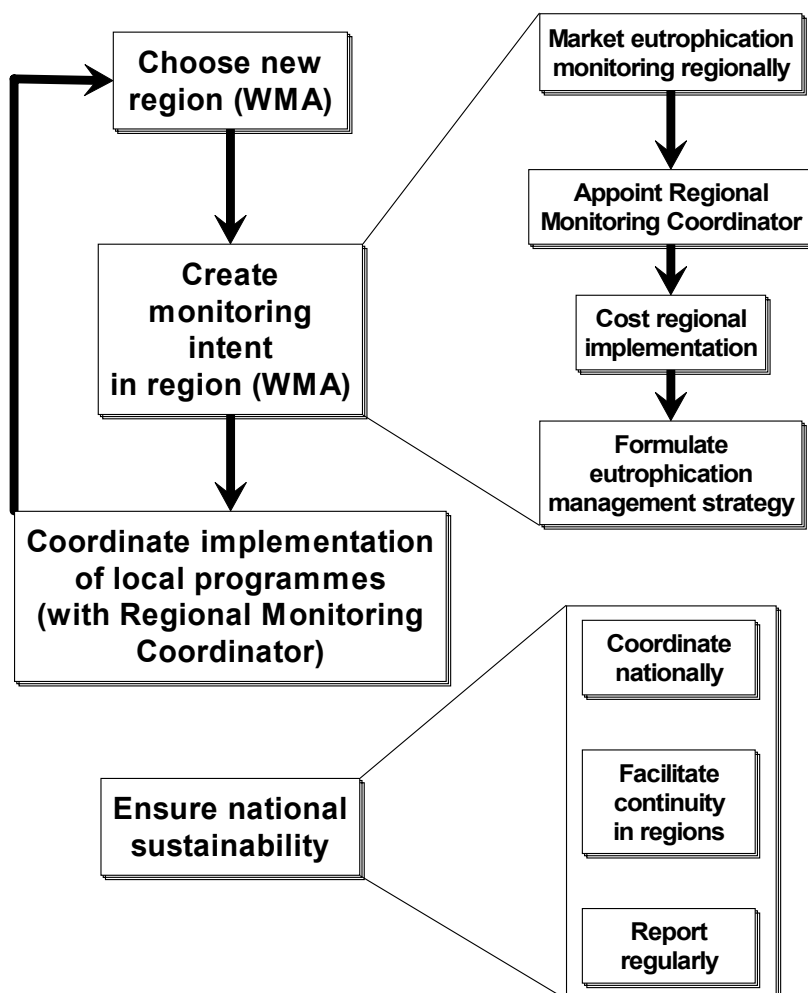 Choose new
region (WMA)
Create
monitoring
intent
in region (WMA)
Coordinate implementation
of local programmes
(with Regional Monitoring
Coordinator)
Market eutrophication
monitoring regionally
Appoint Regional
Monitoring Coordinator
Cost regional
implementation
Formulate
eutrophication
management strategy
Ensure national
sustainability
Coordinate
nationally
Facilitate
continuity
in regions
Report
regularly